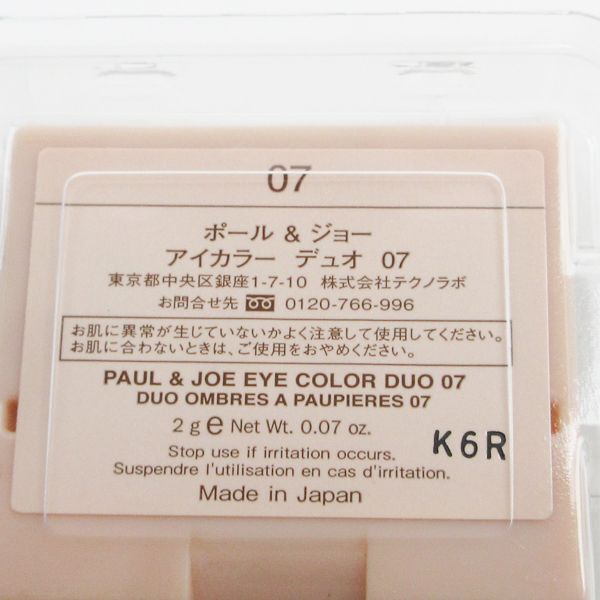 07
ポール & ジョー
アイカラー デュオ 07
東京都中央区銀座1-7-10 株式会社テクノラボ
お問合せ先 0120-766-996
お肌に異常が生じていないかよく注意して使用してください。
お肌に合わないときは、ご使用をおやめください。
PAUL & JOE EYE COLOR DUO 07
DUO OMBRES A PAUPIERES 07
2 g ℮ Net Wt. 0.07 oz.
Stop use if irritation occurs.
Suspendre l'utilisation en cas d'irritation.
Made in Japan
K6R